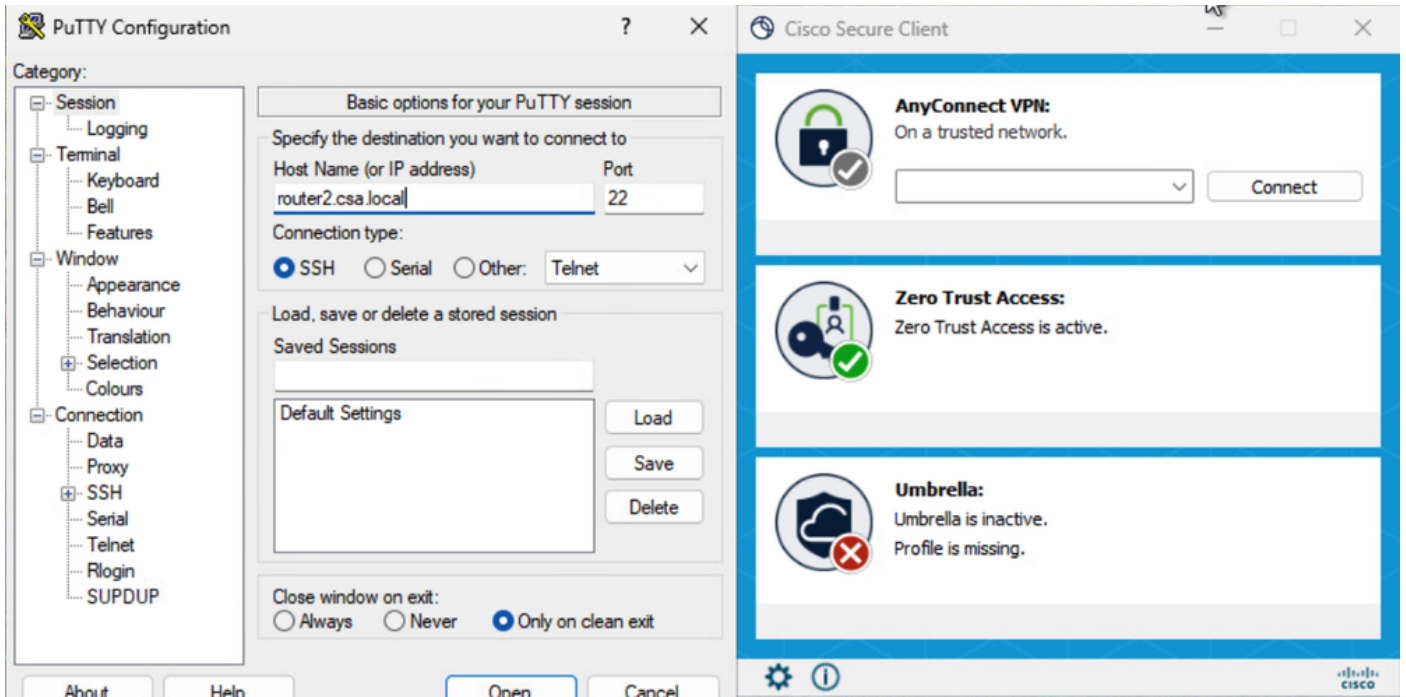 PuTTY Configuration
?
Category:
Session
Logging
Terminal
Keyboard
Bell
Features
Window
Appearance
Behaviour
Translation
Selection
Colours
Connection
Data
Proxy
SSH
Serial
Telnet
Rlogin
SUPDUP
About
Help
Basic options for your PuTTY session
Specify the destination you want to connect to
Host Name (or IP address)
Port
router2.csa.local
22
Connection type:
SSH
Serial
Other:
Telnet
Load, save or delete a stored session
Saved Sessions
Default Settings
Load
Save
Delete
Close window on exit:
Always
Never
Only on clean exit
Open
Cancel
Cisco Secure Client
AnyConnect VPN:
On a trusted network.
Connect
Zero Trust Access:
Zero Trust Access is active.
Umbrella:
Umbrella is inactive.
Profile is missing.
CISCO